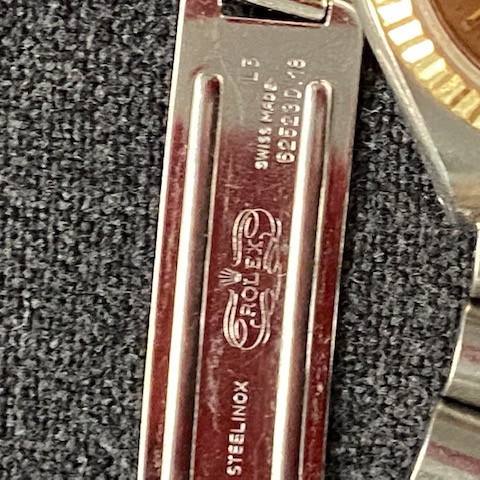 L3
SWISS MADE
62523D-18
ROLEX
STEELINOX